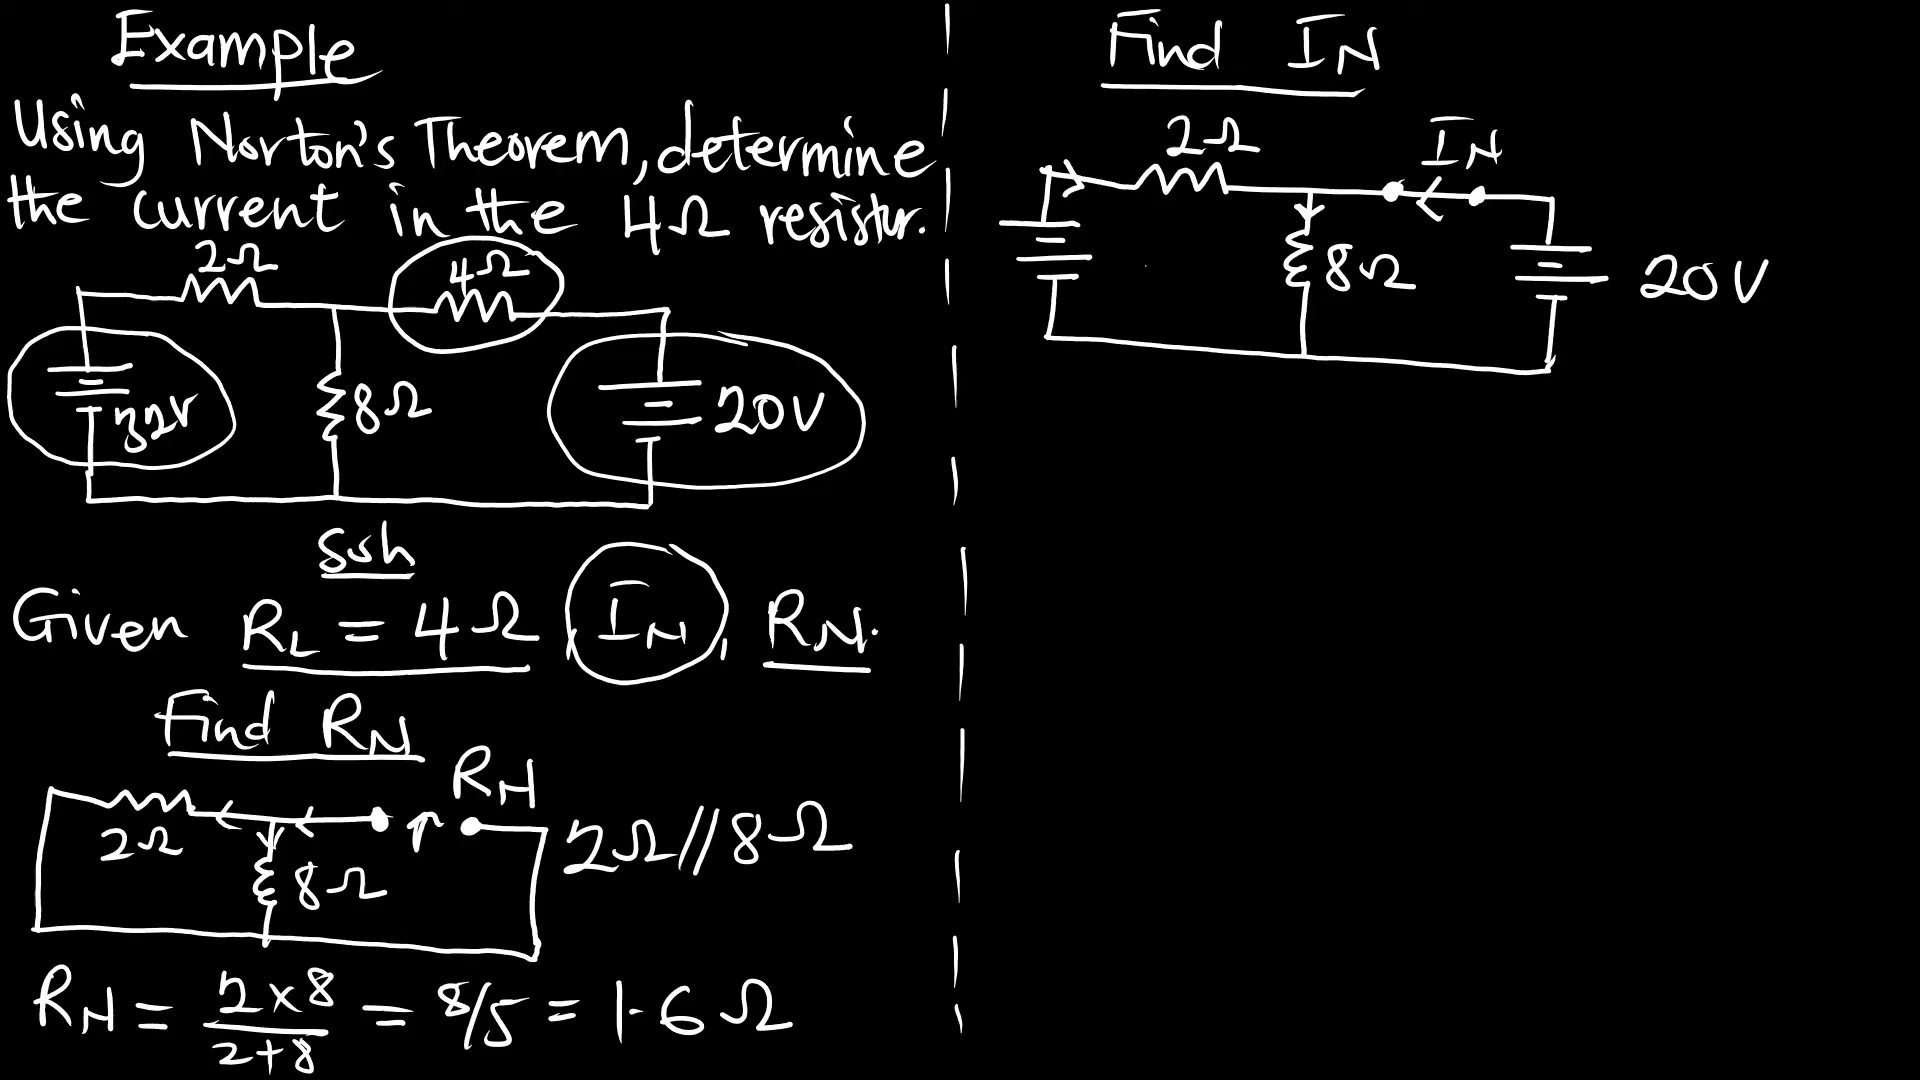 Example
Using Norton's Theorem, determine
the current in the 4Ω resistor.
2Ω
4Ω
32V
8Ω
20V
Soln
Given RL = 4Ω, IN, RN.
Find RN
RN
2Ω
8Ω
2Ω//8Ω
RN = 2x8/2+8 = 8/5 = 1.6Ω
Find IN
2Ω
IN
8Ω
20V